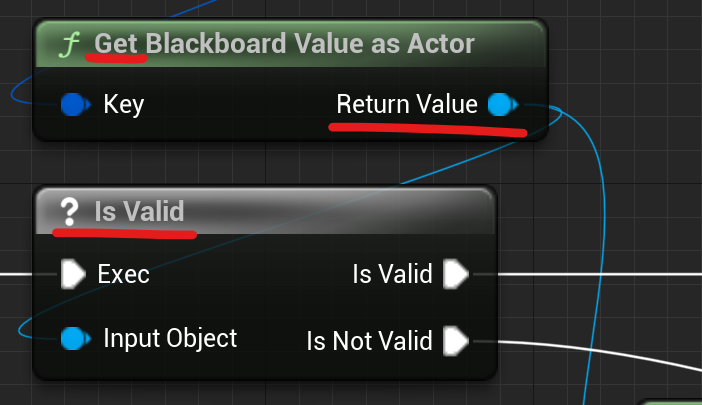 f Get Blackboard Value as Actor
Key Return Value
? Is Valid
Exec Is Valid
Input Object Is Not Valid